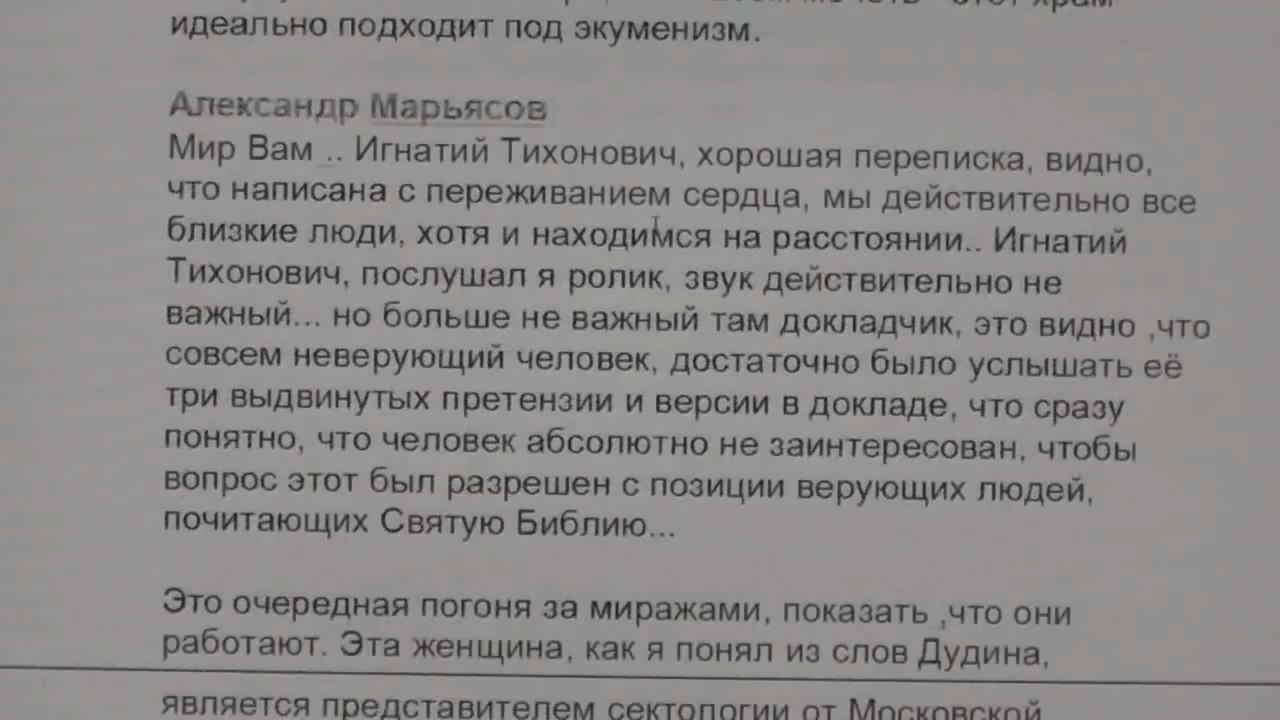 идеально подходит под экуменизм.
Александр Марьясов
Мир Вам .. Игнатий Тихонович, хорошая переписка, видно,
что написана с переживанием сердца, мы действительно все
близкие люди, хотя и находимся на расстоянии.. Игнатий
Тихонович, послушал я ролик, звук действительно не
важный... но больше не важный там докладчик, это видно ,что
совсем неверующий человек, достаточно было услышать её
три выдвинутых претензии и версии в докладе, что сразу
понятно, что человек абсолютно не заинтересован, чтобы
вопрос этот был разрешен с позиции верующих людей,
почитающих Святую Библию...
Это очередная погоня за миражами, показать ,что они
работают. Эта женщина, как я понял из слов Дудина,
является представителем сектологии от Московской